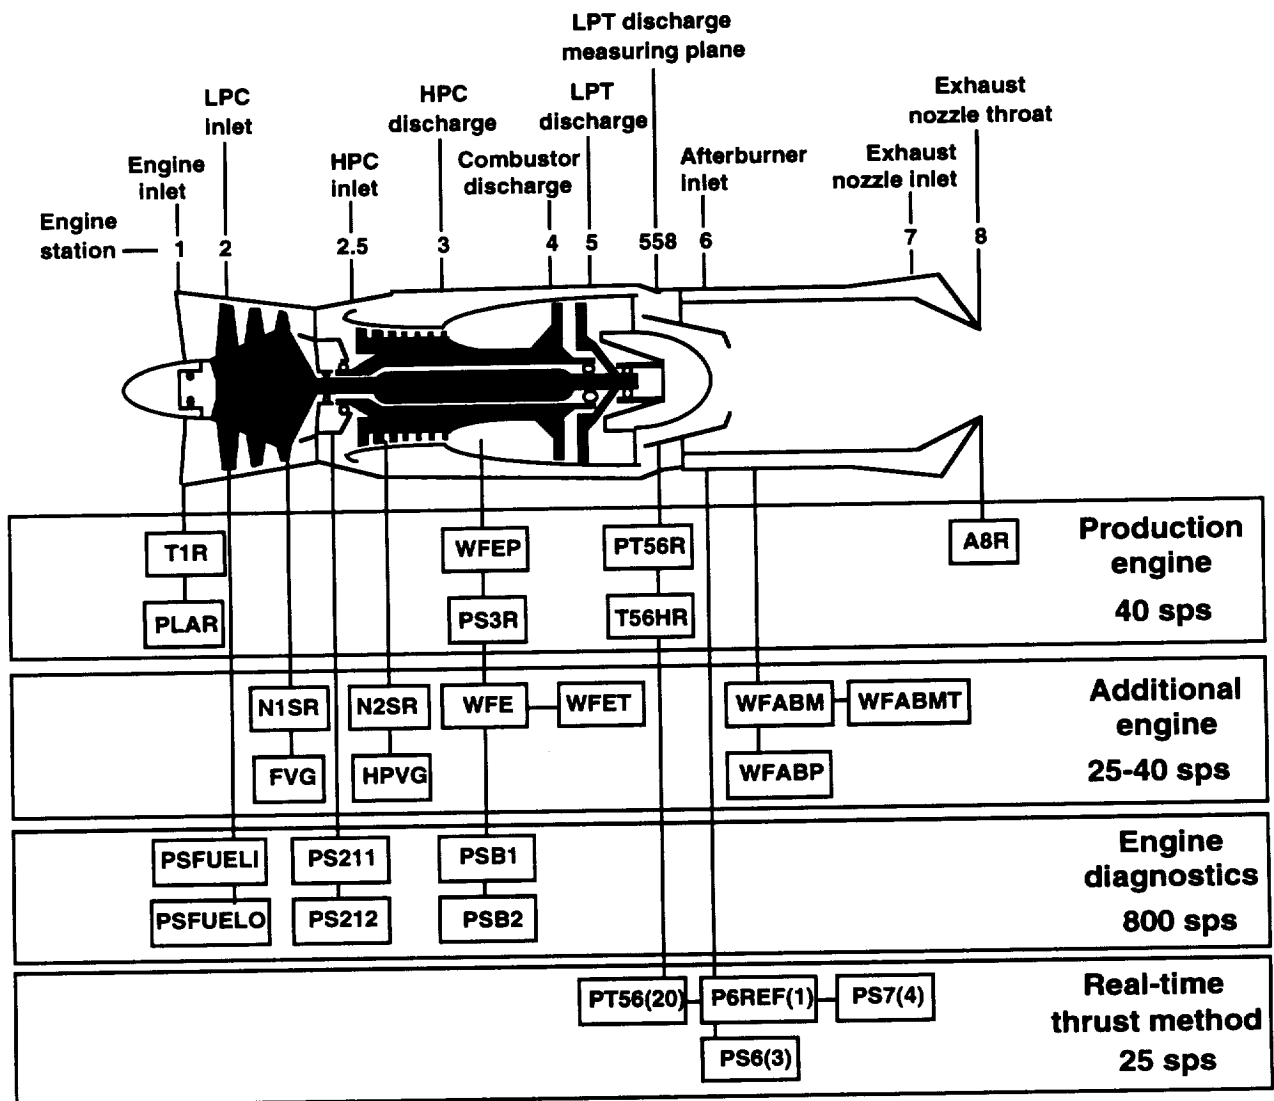 LPT discharge
measuring plane
LPC
inlet
HPC
discharge
LPT
discharge
Exhaust
nozzle throat
Engine
inlet
HPC
inlet
Combustor
discharge
Afterburner
inlet
Exhaust
nozzle inlet
Engine
station
1 2 2.5 3 4 5 558 6 7 8
T1R
WFEP
PT56R
A8R
Production
engine
PLAR
PS3R
T56HR
40 sps
N1SR
N2SR
WFE
WFET
WFABM
WFABMT
Additional
engine
FVG
HPVG
WFABP
25-40 sps
PSFUELI
PS211
PSB1
Engine
diagnostics
PSFUELO
PS212
PSB2
800 sps
PT56(20)
P6REF(1)
PS7(4)
Real-time
thrust method
PS6(3)
25 sps